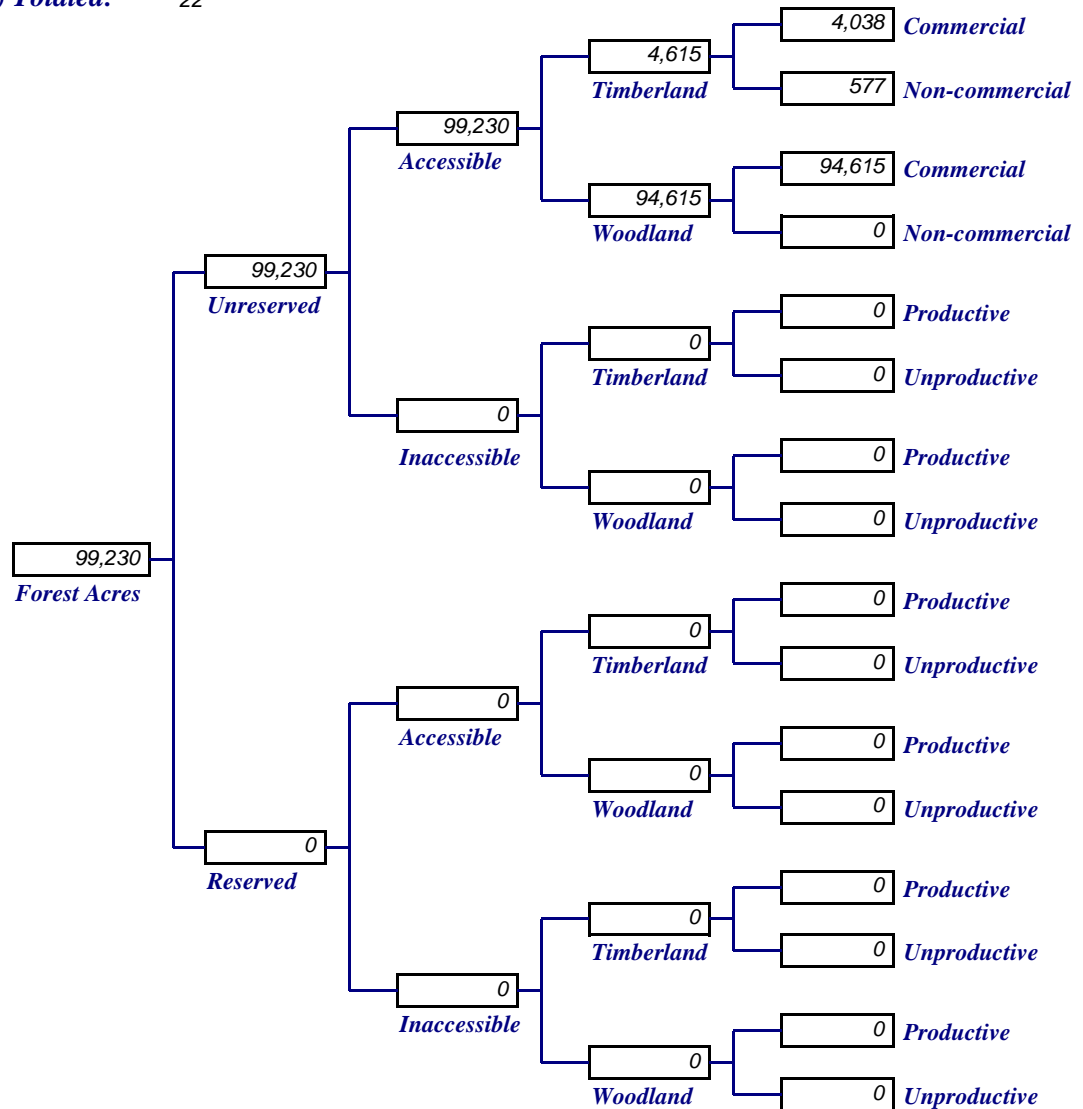 Totaled: 22
4,038 Commercial
4,615
Timberland
577 Non-commercial
99,230
Accessible
94,615 Commercial
94,615
Woodland
0 Non-commercial
99,230
Unreserved
0 Productive
0
Timberland
0 Unproductive
0
Inaccessible
0 Productive
0
Woodland
0 Unproductive
99,230
Forest Acres
0 Productive
0
Timberland
0 Unproductive
0
Accessible
0 Productive
0
Woodland
0 Unproductive
0
Reserved
0 Productive
0
Timberland
0 Unproductive
0
Inaccessible
0 Productive
0
Woodland
0 Unproductive